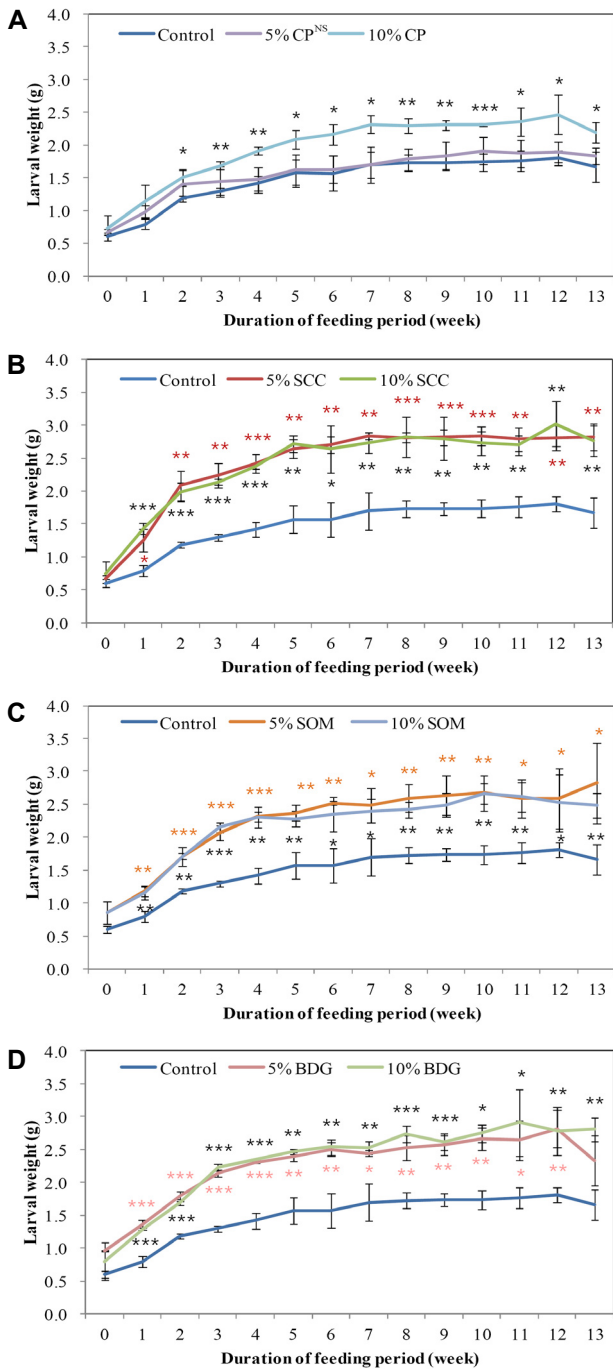 A
Control 5% CP^NS 10% CP
Larval weight (g)
3.0
2.5
2.0
1.5
1.0
0.5
0.0
* ** ** * * * ** ** *** * * *
0 1 2 3 4 5 6 7 8 9 10 11 12 13
Duration of feeding period (week)
B
Control 5% SCC 10% SCC
Larval weight (g)
4.0
3.5
3.0
2.5
2.0
1.5
1.0
0.5
0.0
** ** *** ** ** ** *** *** *** ** ** **
*** *** *** *** ** * ** ** ** ** ** ** **
*
0 1 2 3 4 5 6 7 8 9 10 11 12 13
Duration of feeding period (week)
C
Control 5% SOM 10% SOM
Larval weight (g)
4.0
3.5
3.0
2.5
2.0
1.5
1.0
0.5
0.0
** *** *** *** ** ** * ** ** ** * * *
** ** *** ** ** * * ** ** ** ** * **
0 1 2 3 4 5 6 7 8 9 10 11 12 13
Duration of feeding period (week)
D
Control 5% BDG 10% BDG
Larval weight (g)
4.0
3.5
3.0
2.5
2.0
1.5
1.0
0.5
0.0
*** *** *** *** ** ** ** *** *** * * ** **
*** *** *** *** ** ** * ** ** ** * **
0 1 2 3 4 5 6 7 8 9 10 11 12 13
Duration of feeding period (week)